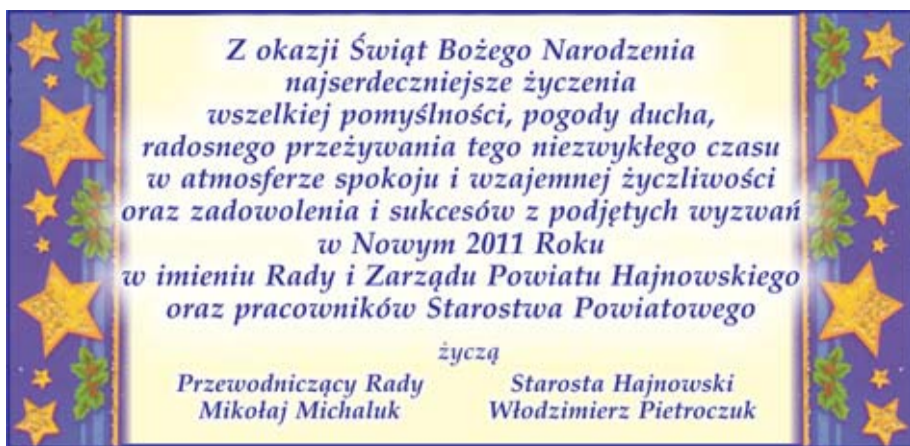 Z okazji Świąt Bożego Narodzenia
najserdeczniejsze życzenia
wszelkiej pomyślności, pogody ducha,
radosnego przeżywania tego niezwykłego czasu
w atmosferze spokoju i wzajemnej życzliwości
oraz zadowolenia i sukcesów z podjętych wyzwań
w Nowym 2011 Roku
w imieniu Rady i Zarządu Powiatu Hajnowskiego
oraz pracowników Starostwa Powiatowego
życzą
Przewodniczący Rady Starosta Hajnowski
Mikołaj Michaluk Włodzimierz Pietroczuk